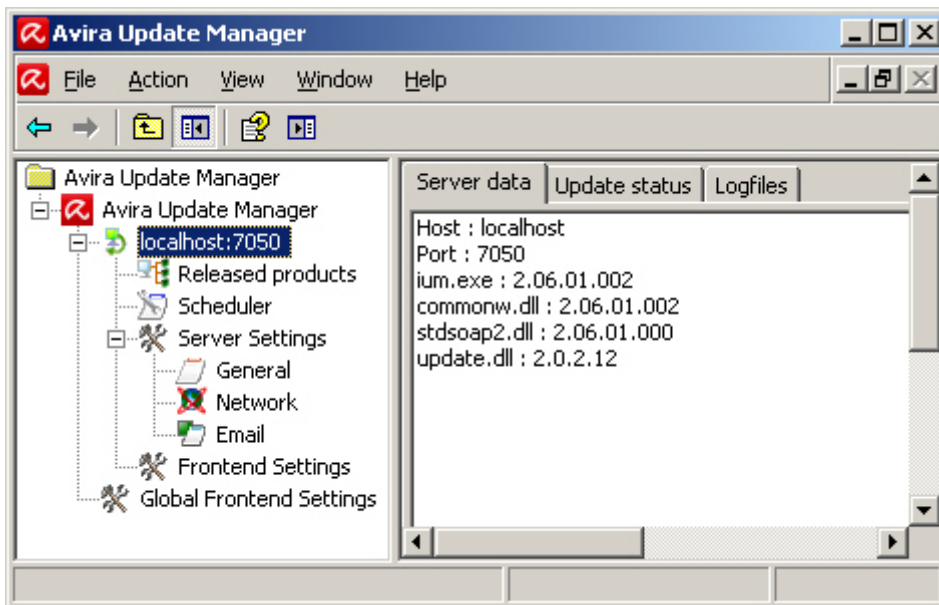 Avira Update Manager
File Action View Window Help
Avira Update Manager
Avira Update Manager
localhost:7050
Released products
Scheduler
Server Settings
General
Network
Email
Frontend Settings
Global Frontend Settings
Server data Update status Logfiles
Host : localhost
Port : 7050
ium.exe : 2.06.01.002
commonw.dll : 2.06.01.002
stdsoap2.dll : 2.06.01.000
update.dll : 2.0.2.12